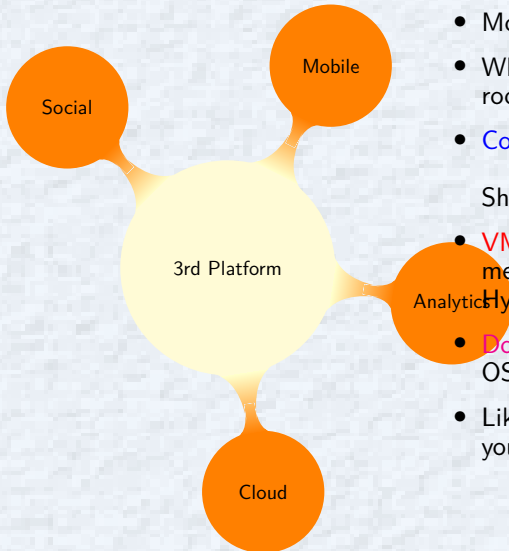 Mobile
Social
3rd Platform
Analytics
Cloud
Mo
Wh
roo
Co
Sh
VM
me
Hy
Do
OS
Lik
you